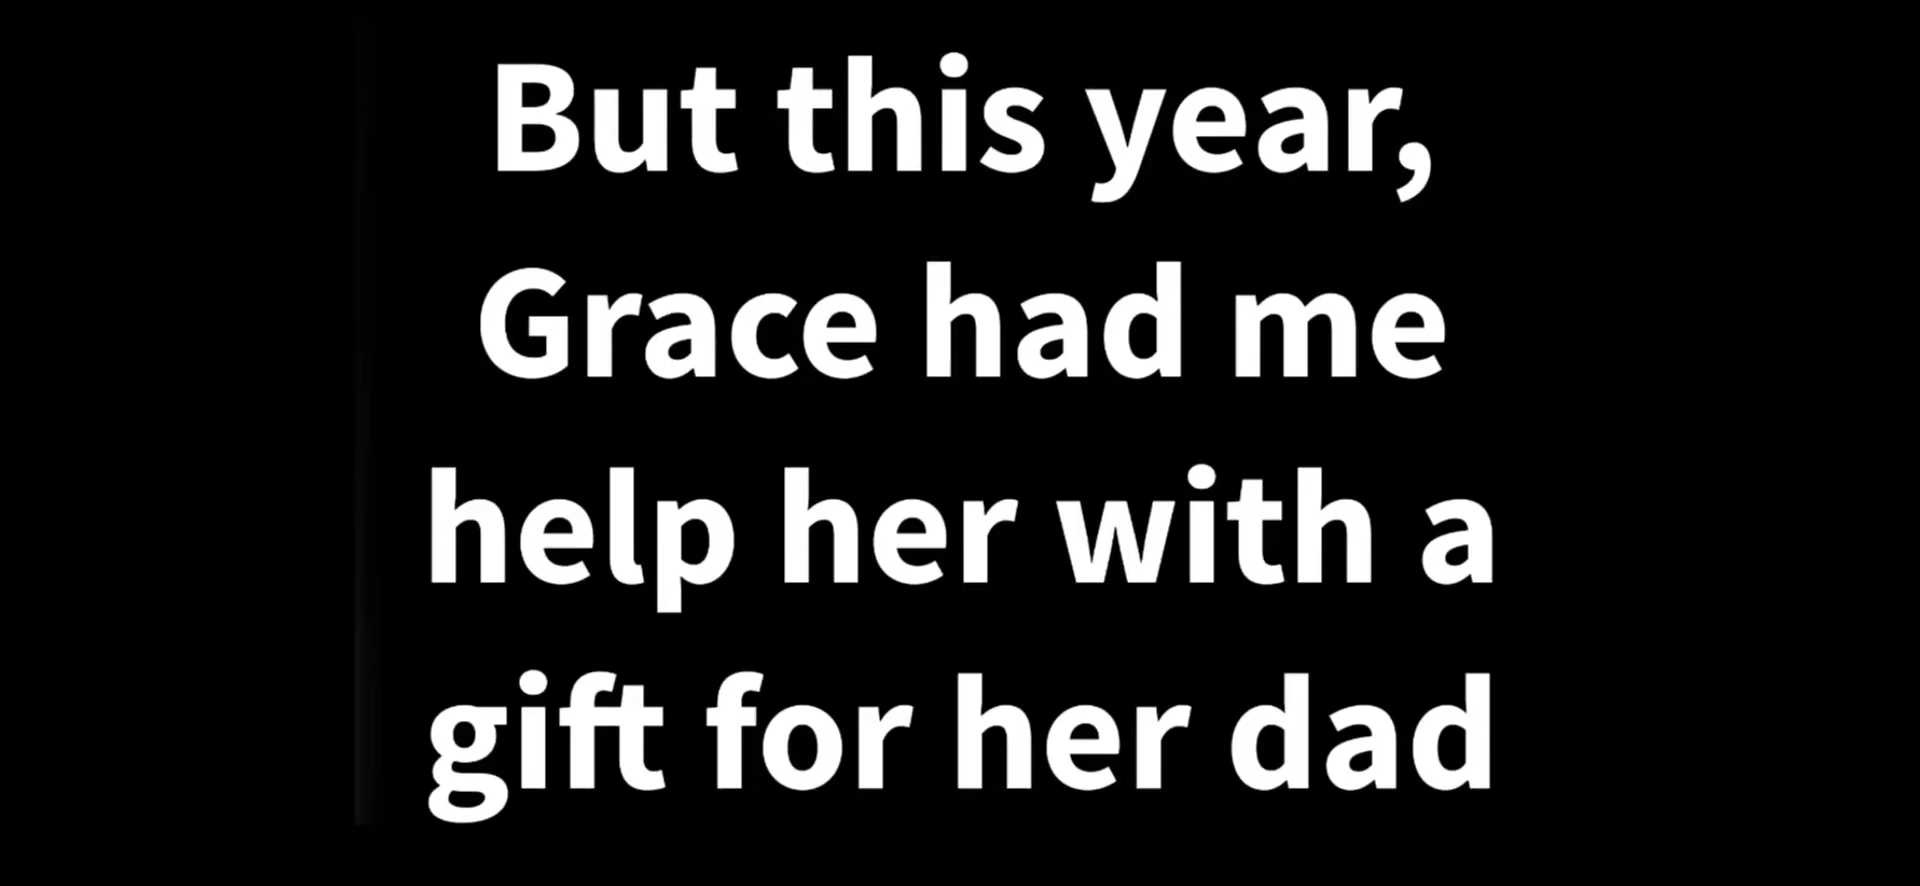 But this year,
Grace had me
help her with a
gift for her dad